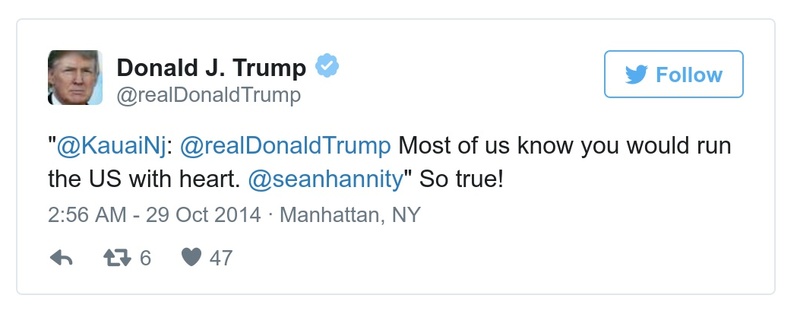 Donald J. Trump
@realDonaldTrump
Follow
"@KauaiNj: @realDonaldTrump Most of us know you would run
the US with heart. @seanhannity" So true!
2:56 AM - 29 Oct 2014 · Manhattan, NY
6 47